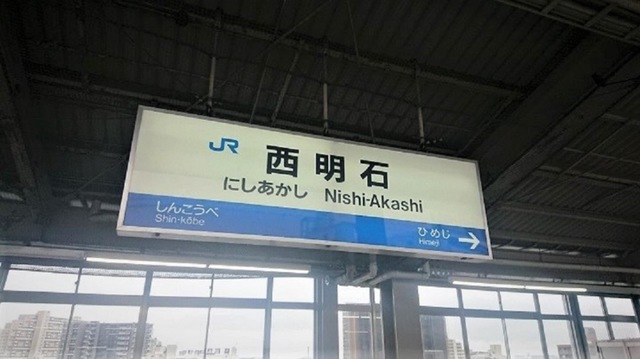 JR 西明石
にしあかし Nishi-Akashi
しんこうべ ひめじ
Shin-kōbe Himeji